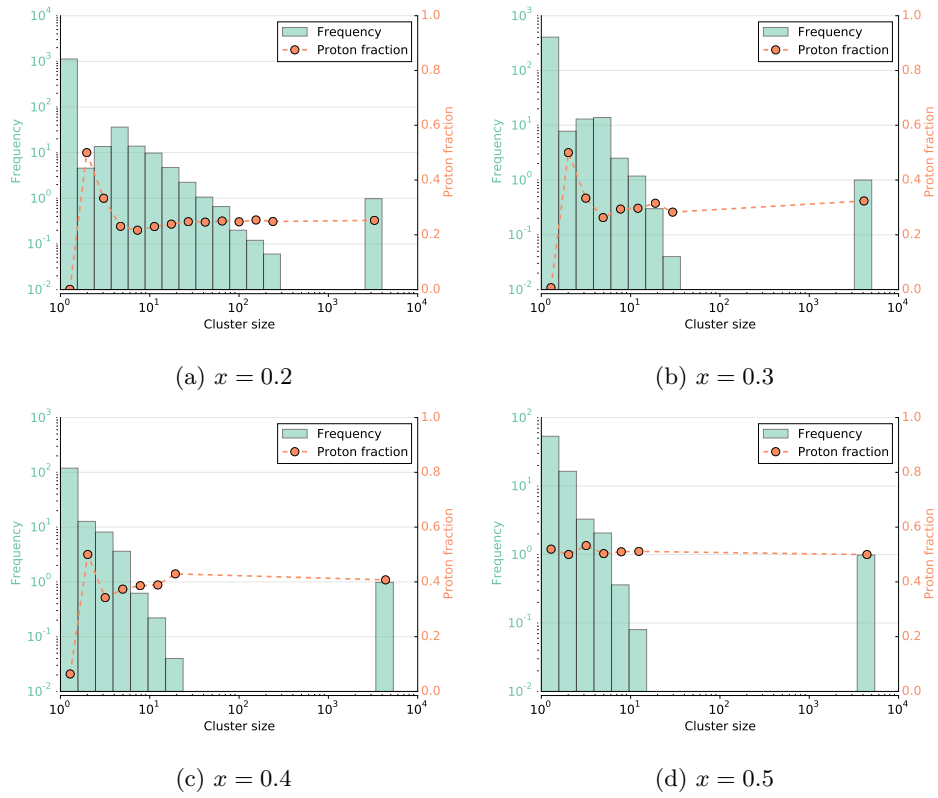 10^4
10^3
10^2
10^1
10^0
10^-1
10^-2
Frequency
Frequency
Proton fraction
1.0
0.8
0.6
0.4
0.2
0.0
Proton fraction
10^0 10^1 10^2 10^3 10^4
Cluster size
(a) x = 0.2
10^3
10^2
10^1
10^0
10^-1
10^-2
Frequency
Frequency
Proton fraction
1.0
0.8
0.6
0.4
0.2
0.0
Proton fraction
10^0 10^1 10^2 10^3 10^4
Cluster size
(b) x = 0.3
10^3
10^2
10^1
10^0
10^-1
10^-2
Frequency
Frequency
Proton fraction
1.0
0.8
0.6
0.4
0.2
0.0
Proton fraction
10^0 10^1 10^2 10^3 10^4
Cluster size
(c) x = 0.4
10^2
10^1
10^0
10^-1
10^-2
Frequency
Frequency
Proton fraction
1.0
0.8
0.6
0.4
0.2
0.0
Proton fraction
10^0 10^1 10^2 10^3 10^4
Cluster size
(d) x = 0.5